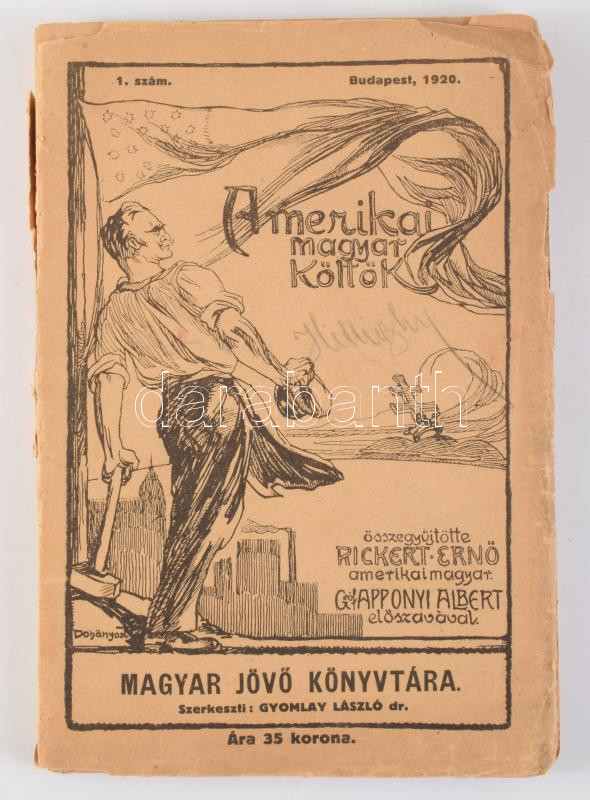 1. szám. Budapest, 1920.
Amerikai
magyar
költők
darabanth
összegyűjtötte
RICKERT·ERNŐ
amerikai magyar.
Gróf APPONYI ALBERT
előszavával.
Dohányos
MAGYAR JÖVŐ KÖNYVTÁRA.
Szerkeszti: GYOMLAY LÁSZLÓ dr.
Ára 35 korona.